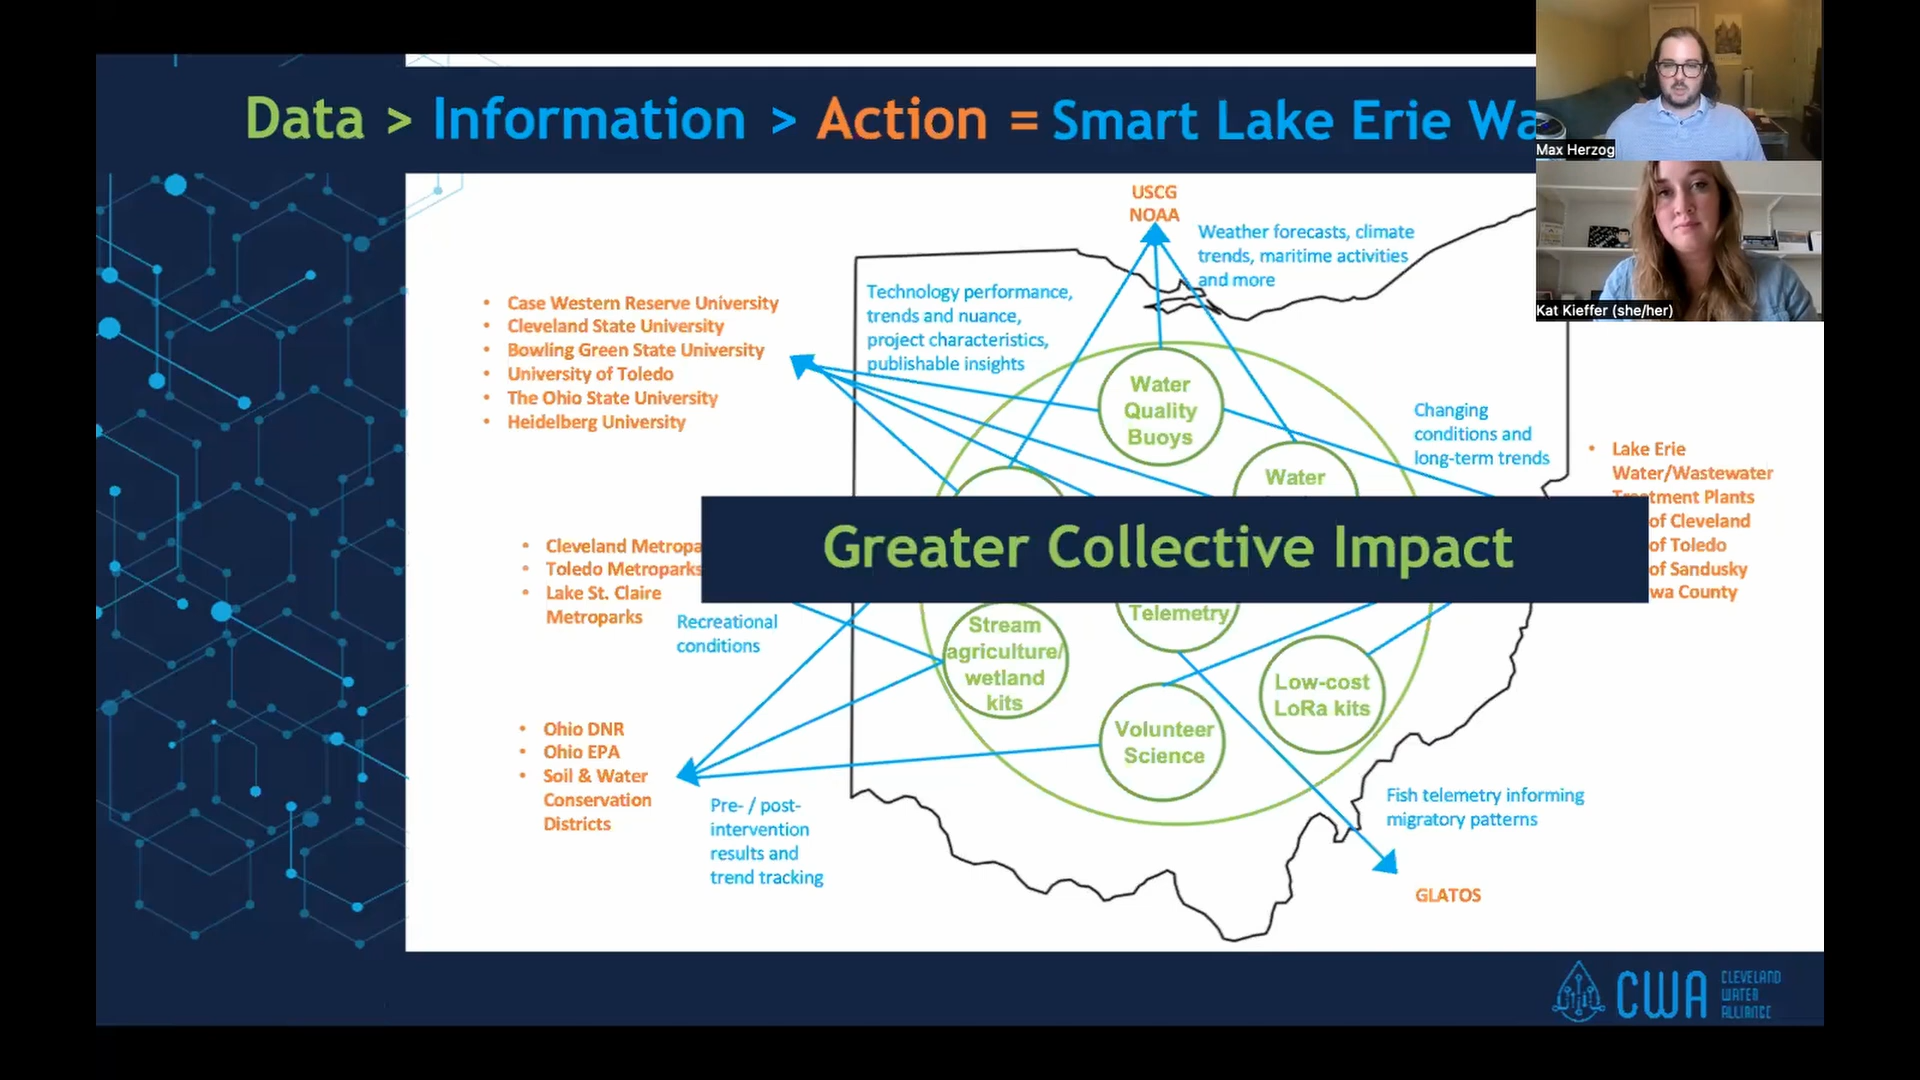 Data > Information > Action = Smart Lake Erie Wa
Max Herzog
Kat Kieffer (she/her)
USCG
NOAA
Weather forecasts, climate
trends, maritime activities
and more
Technology performance,
trends and nuance,
project characteristics,
publishable insights
• Case Western Reserve University
• Cleveland State University
• Bowling Green State University
• University of Toledo
• The Ohio State University
• Heidelberg University
Water
Quality
Buoys
Water
Changing
conditions and
long-term trends
• Lake Erie
Water/Wastewater
Treatment Plants
of Cleveland
of Toledo
of Sandusky
wa County
Greater Collective Impact
• Cleveland Metropa
• Toledo Metroparks
• Lake St. Claire
Metroparks
Recreational
conditions
Telemetry
Stream
agriculture/
wetland
kits
Low-cost
LoRa kits
Volunteer
Science
• Ohio DNR
• Ohio EPA
• Soil & Water
Conservation
Districts
Pre- / post-
intervention
results and
trend tracking
Fish telemetry informing
migratory patterns
GLATOS
CWA CLEVELAND
WATER
ALLIANCE